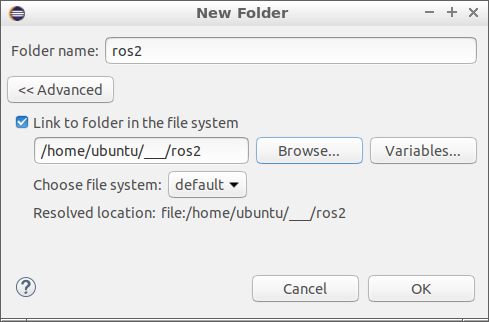 New Folder
Folder name: ros2
<< Advanced
Link to folder in the file system
/home/ubuntu/___/ros2 Browse... Variables...
Choose file system: default
Resolved location: file:/home/ubuntu/___/ros2
? Cancel OK